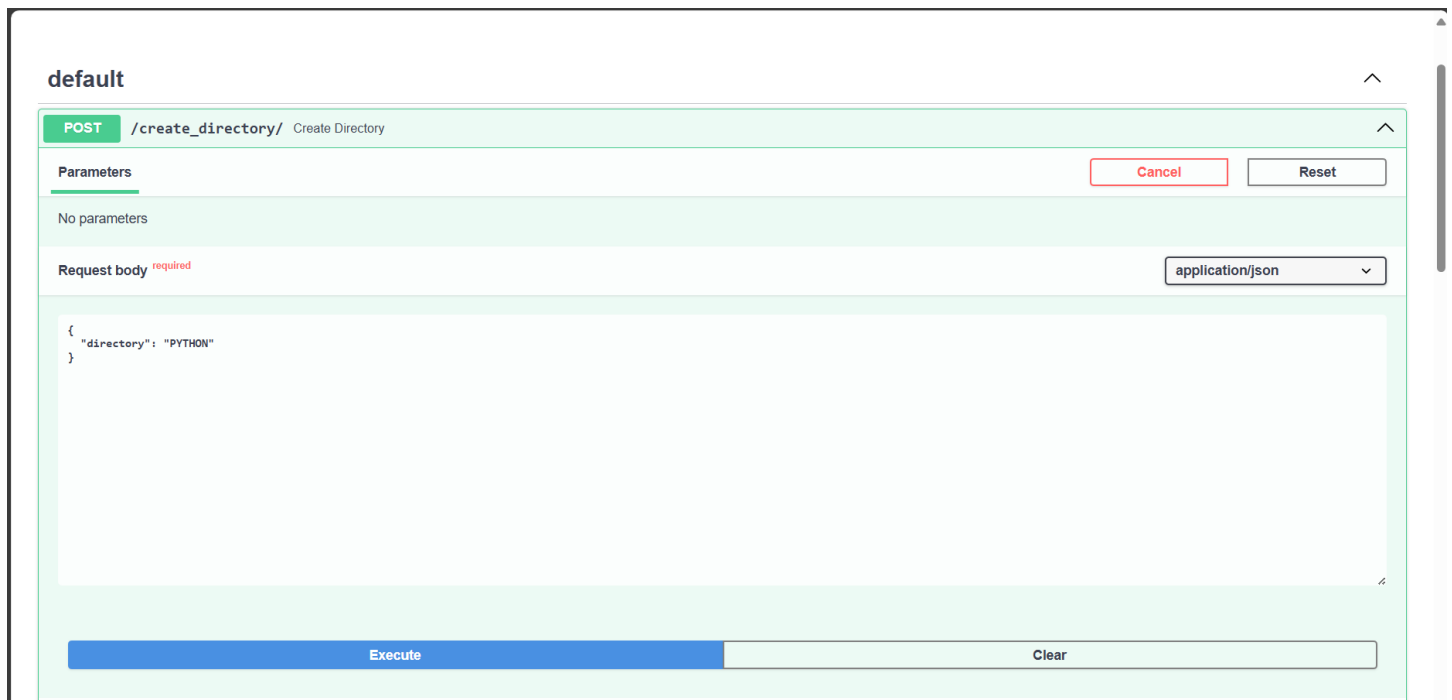 default
POST /create_directory/ Create Directory
Parameters Cancel Reset
No parameters
Request body required application/json
{
  "directory": "PYTHON"
}
Execute Clear